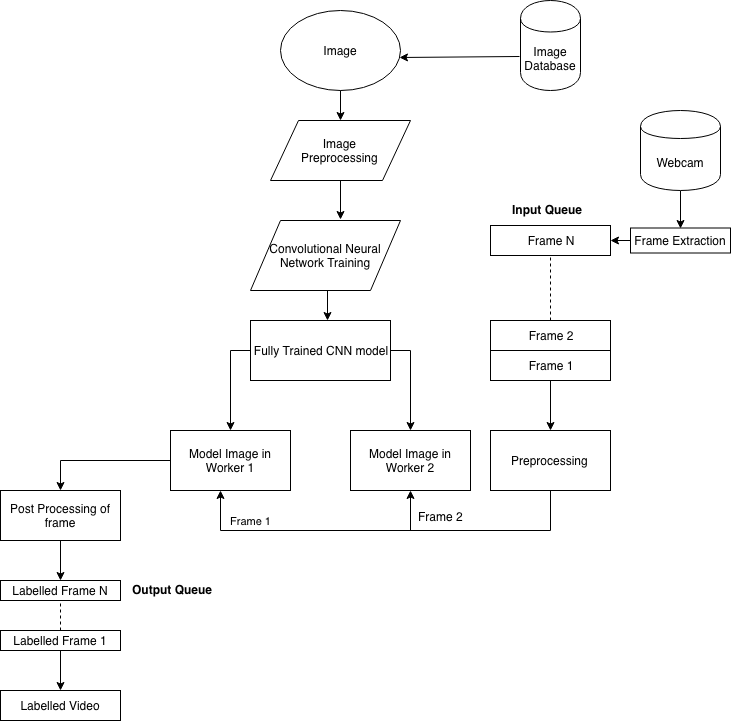 Image
Image
Database
Image
Preprocessing
Webcam
Input Queue
Frame N
Frame Extraction
Convolutional Neural
Network Training
Frame 2
Frame 1
Fully Trained CNN model
Model Image in
Worker 1
Model Image in
Worker 2
Preprocessing
Frame 1
Frame 2
Post Processing of
frame
Labelled Frame N
Output Queue
Labelled Frame 1
Labelled Video